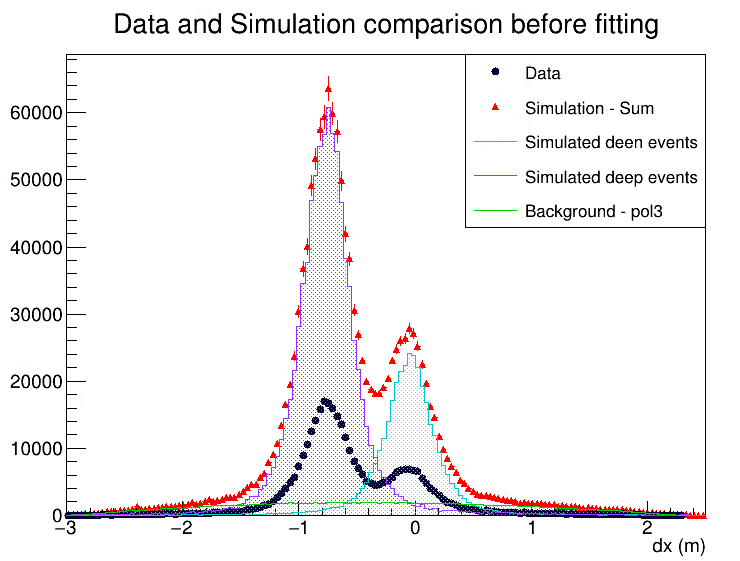 Data and Simulation comparison before fitting
Data
Simulation - Sum
Simulated deen events
Simulated deep events
Background - pol3
60000
50000
40000
30000
20000
10000
0
−3 −2 −1 0 1 2
dx (m)